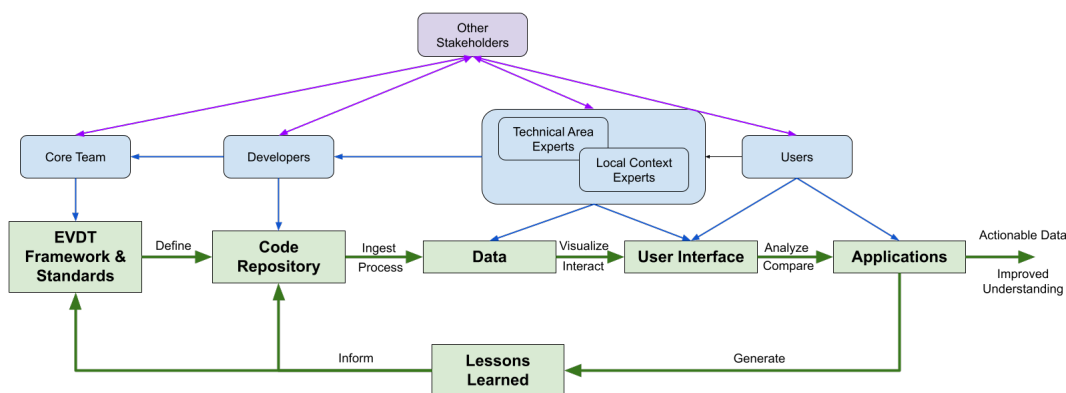 Other
Stakeholders
Core Team
Developers
Technical Area
Experts
Local Context
Experts
Users
EVDT
Framework &
Standards
Define
Code
Repository
Ingest
Process
Data
Visualize
Interact
User Interface
Analyze
Compare
Applications
Actionable Data
Improved
Understanding
Inform
Lessons
Learned
Generate